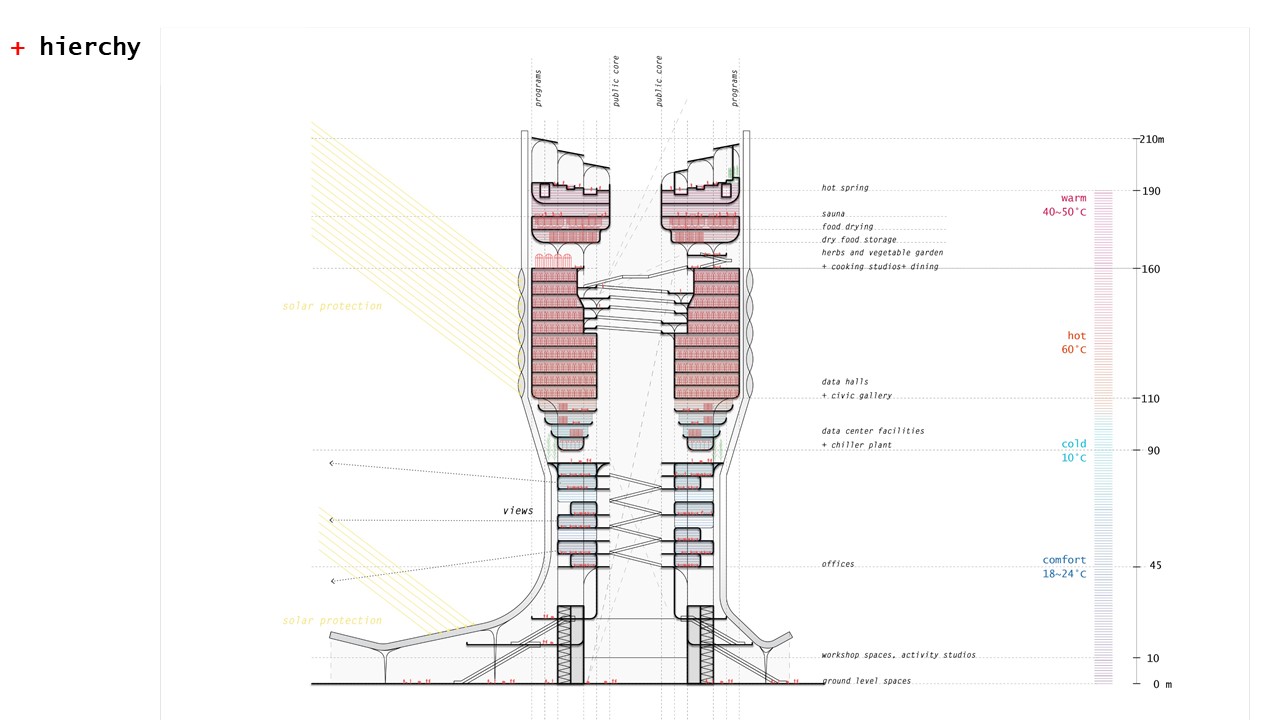 + hierchy
programs
public core
public core
programs
210m
hot spring
190
warm
40~50°C
sauna
food drying
dry food storage
herbs and vegetable garden
+ cooking studios+ dining
160
solar protection
hot
60°C
data halls
+ civic gallery
110
data center facilities
+ chiller plant
cold
10°C
90
views
offices
comfort
18~24°C
45
solar protection
workshop spaces, activity studios
10
ground level spaces
0 m